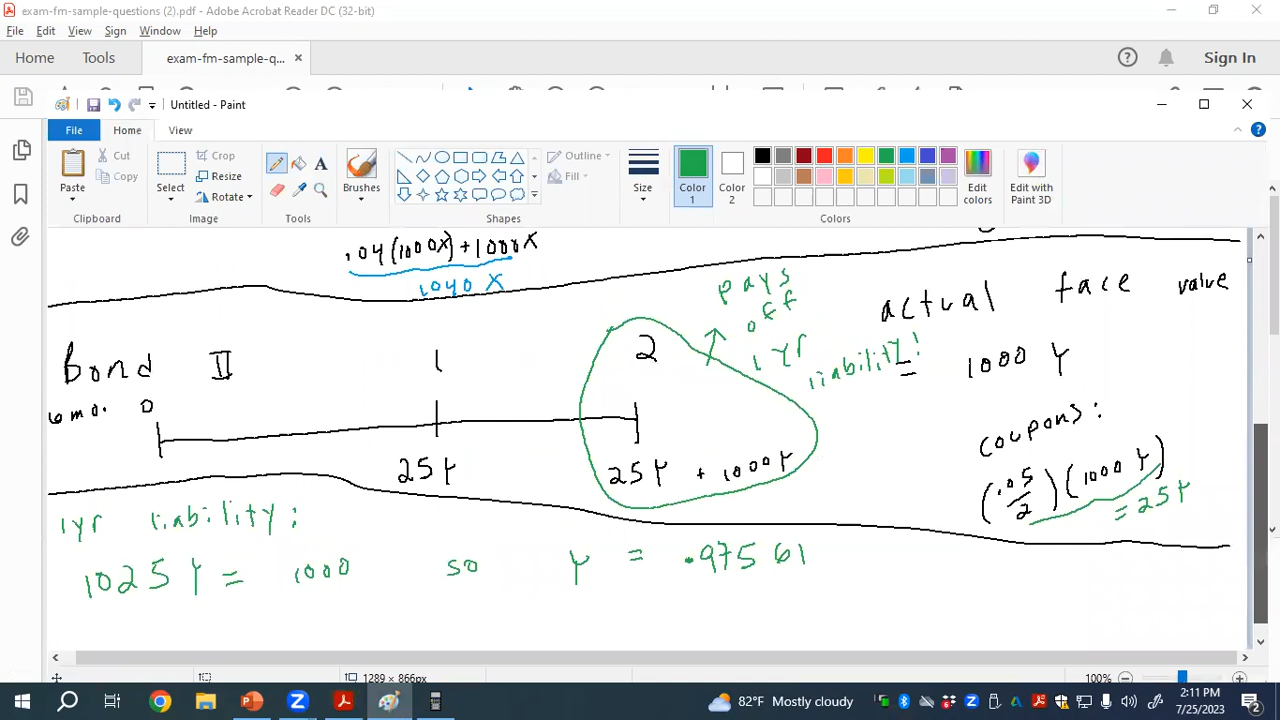 exam-fm-sample-questions (2).pdf - Adobe Acrobat Reader DC (32-bit)
File Edit View Sign Window Help
Home Tools exam-fm-sample-q... × Sign In
Untitled - Paint
File Home View
Paste Cut Copy Select Crop Resize Rotate A Brushes Outline Fill Size Color 1 Color 2 Edit colors Edit with Paint 3D
Clipboard Image Tools Shapes Colors
.04(1000X) + 1000X
1040 X
pays
off
1 yr
liability!
actual face value
= 1000 Y
Bond II 1 2
6 mo. 0
coupons:
25Y 25Y + 1000Y
(.05/2)(1000 Y)
= 25Y
1yr liability:
1025 Y = 1000 so Y = .97561
1289 × 866px 100%
82°F Mostly cloudy
2:11 PM
7/25/2023
2